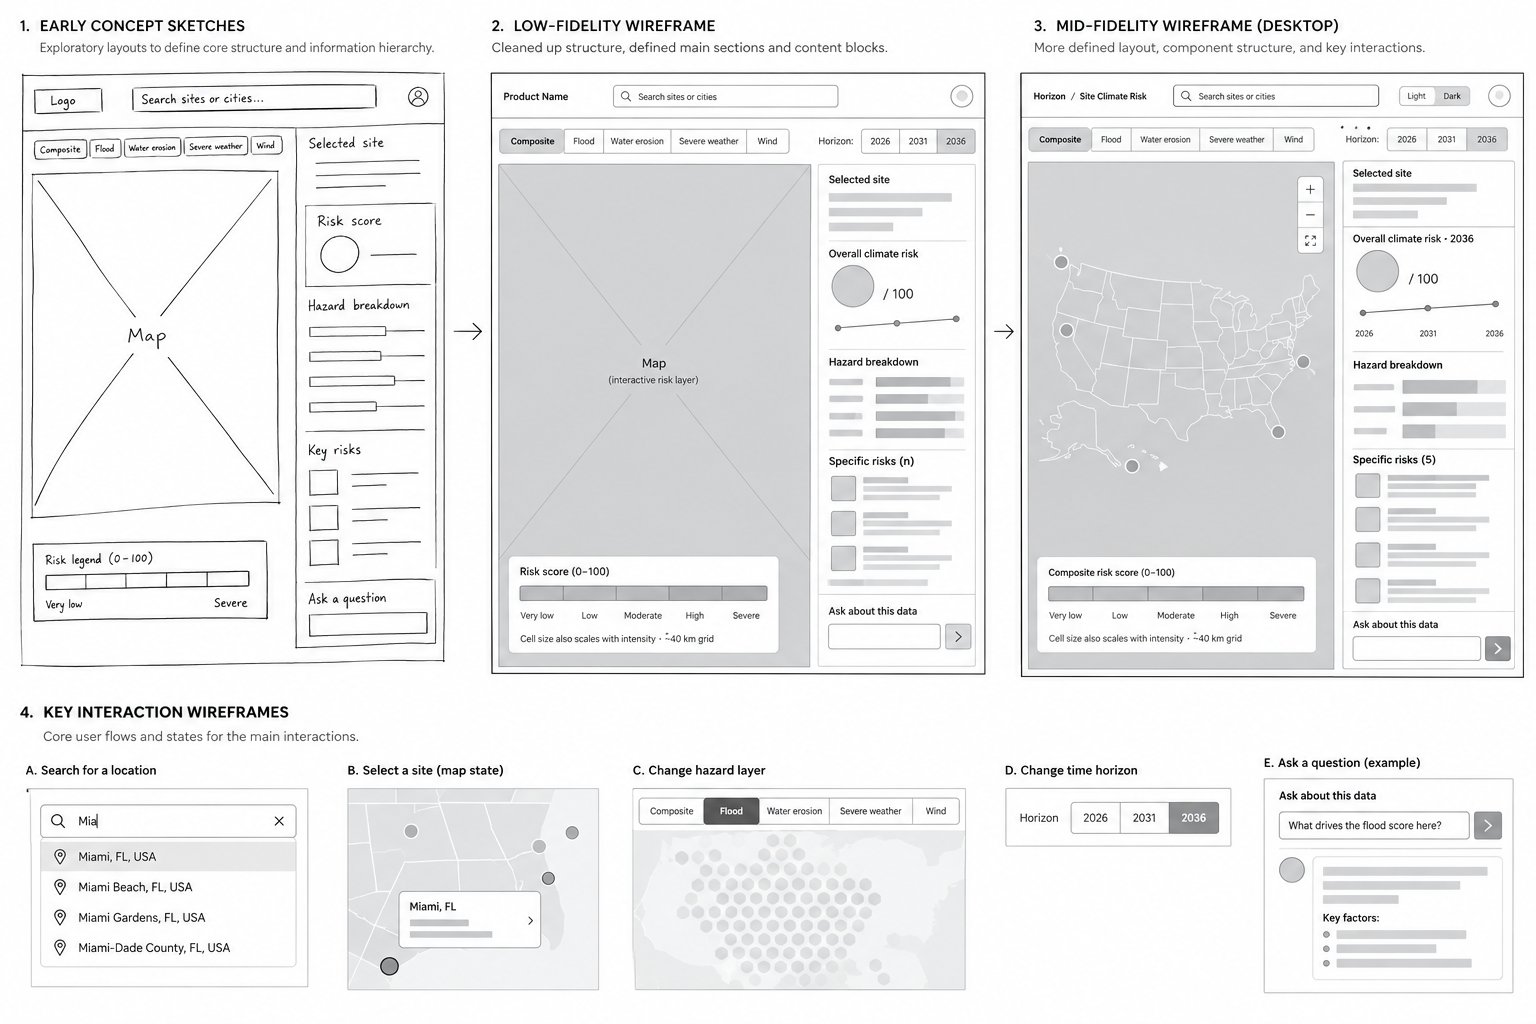 1. EARLY CONCEPT SKETCHES
Exploratory layouts to define core structure and information hierarchy.
Logo
Search sites or cities...
Composite
Flood
Water erosion
Severe weather
Wind
Map
Risk legend (0-100)
Very low
Severe
Selected site
Risk score
Hazard breakdown
Key risks
Ask a question
2. LOW-FIDELITY WIREFRAME
Cleaned up structure, defined main sections and content blocks.
Product Name
Search sites or cities
Composite
Flood
Water erosion
Severe weather
Wind
Horizon:
2026
2031
2036
Map
(interactive risk layer)
Risk score (0–100)
Very low
Low
Moderate
High
Severe
Cell size also scales with intensity · ~40 km grid
Selected site
Overall climate risk
/ 100
Hazard breakdown
Specific risks (n)
Ask about this data
3. MID-FIDELITY WIREFRAME (DESKTOP)
More defined layout, component structure, and key interactions.
Horizon / Site Climate Risk
Search sites or cities
Light
Dark
Composite
Flood
Water erosion
Severe weather
Wind
Horizon:
2026
2031
2036
Composite risk score (0–100)
Very low
Low
Moderate
High
Severe
Cell size also scales with intensity · ~40 km grid
Selected site
Overall climate risk • 2036
/ 100
2026
2031
2036
Hazard breakdown
Specific risks (5)
Ask about this data
4. KEY INTERACTION WIREFRAMES
Core user flows and states for the main interactions.
A. Search for a location
Mia
Miami, FL, USA
Miami Beach, FL, USA
Miami Gardens, FL, USA
Miami-Dade County, FL, USA
B. Select a site (map state)
Miami, FL
C. Change hazard layer
Composite
Flood
Water erosion
Severe weather
Wind
D. Change time horizon
Horizon
2026
2031
2036
E. Ask a question (example)
Ask about this data
What drives the flood score here?
Key factors: